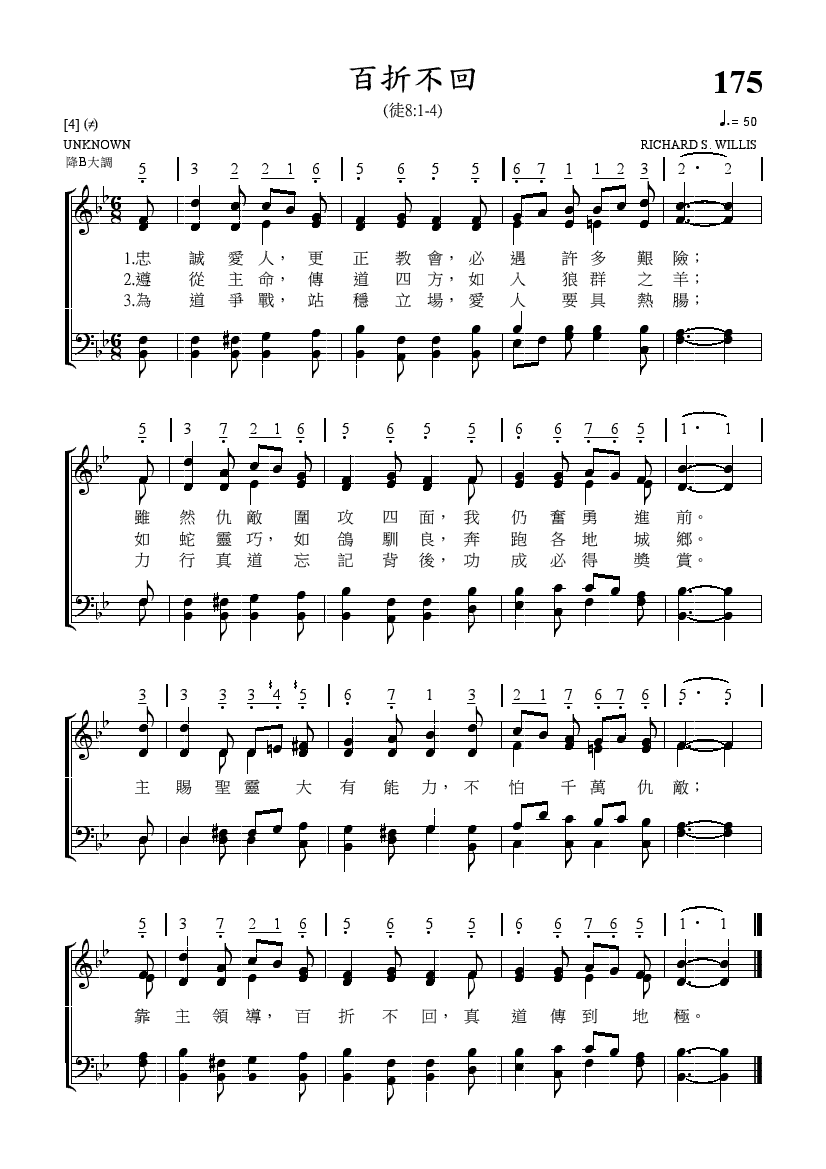 百折不回
175
(徒8:1-4)
[4] (≠)
♩. = 50
UNKNOWN
RICHARD S. WILLIS
降B大調
5 | 3 2 2 1 6 | 5 6 5 5 | 6 7 1 1 2 3 | 2 · 2 |
1.忠 誠 愛 人， 更 正 教 會，必 遇 許 多 艱 險；
2.遵 從 主 命， 傳 道 四 方，如 入 狼 群 之 羊；
3.為 道 爭 戰， 站 穩 立 場，愛 人 要 具 熱 腸；
5 | 3 7 2 1 6 | 5 6 5 5 | 6 6 7 6 5 | 1 · 1 |
雖 然 仇 敵 圍 攻 四 面，我 仍 奮 勇 進 前。
如 蛇 靈 巧，如 鴿 馴 良，奔 跑 各 地 城 鄉。
力 行 真 道 忘 記 背 後，功 成 必 得 獎 賞。
3 | 3 3 3 4 5 | 6 7 1 3 | 2 1 7 6 7 6 | 5 · 5 |
主 賜 聖 靈 大 有 能 力，不 怕 千 萬 仇 敵；
5 | 3 7 2 1 6 | 5 6 5 5 | 6 6 7 6 5 | 1 · 1
靠 主 領 導， 百 折 不 回，真 道 傳 到 地 極。